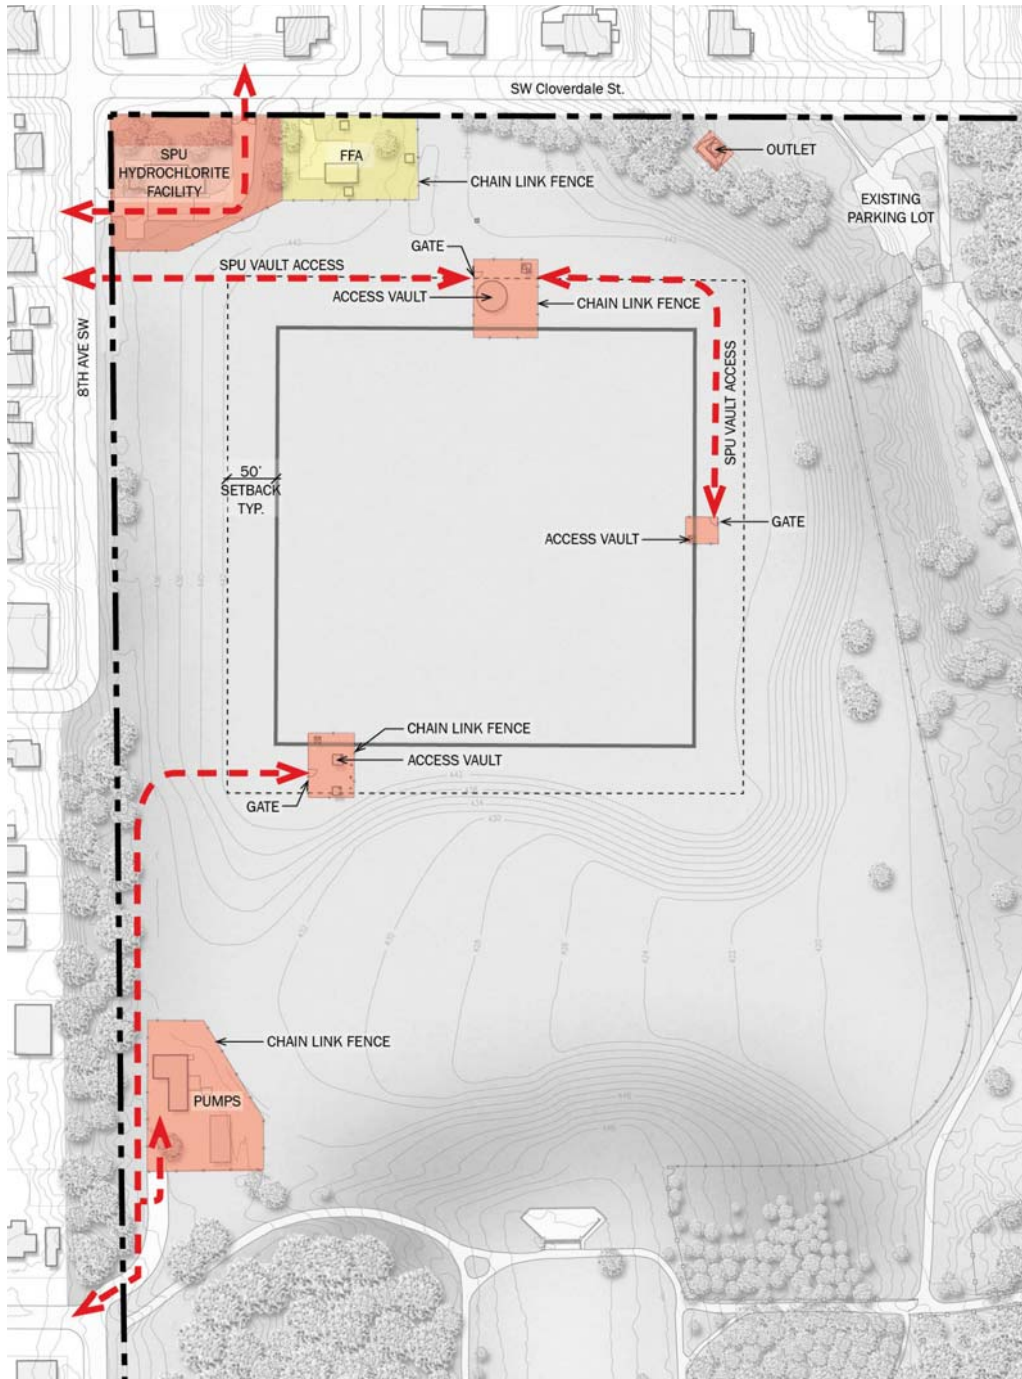 SW Cloverdale St.
SPU
HYDROCHLORITE
FACILITY
FFA
OUTLET
CHAIN LINK FENCE
EXISTING
PARKING LOT
GATE
SPU VAULT ACCESS
ACCESS VAULT
CHAIN LINK FENCE
8TH AVE SW
SPU VAULT ACCESS
50'
SETBACK
TYP.
GATE
ACCESS VAULT
CHAIN LINK FENCE
ACCESS VAULT
GATE
CHAIN LINK FENCE
PUMPS